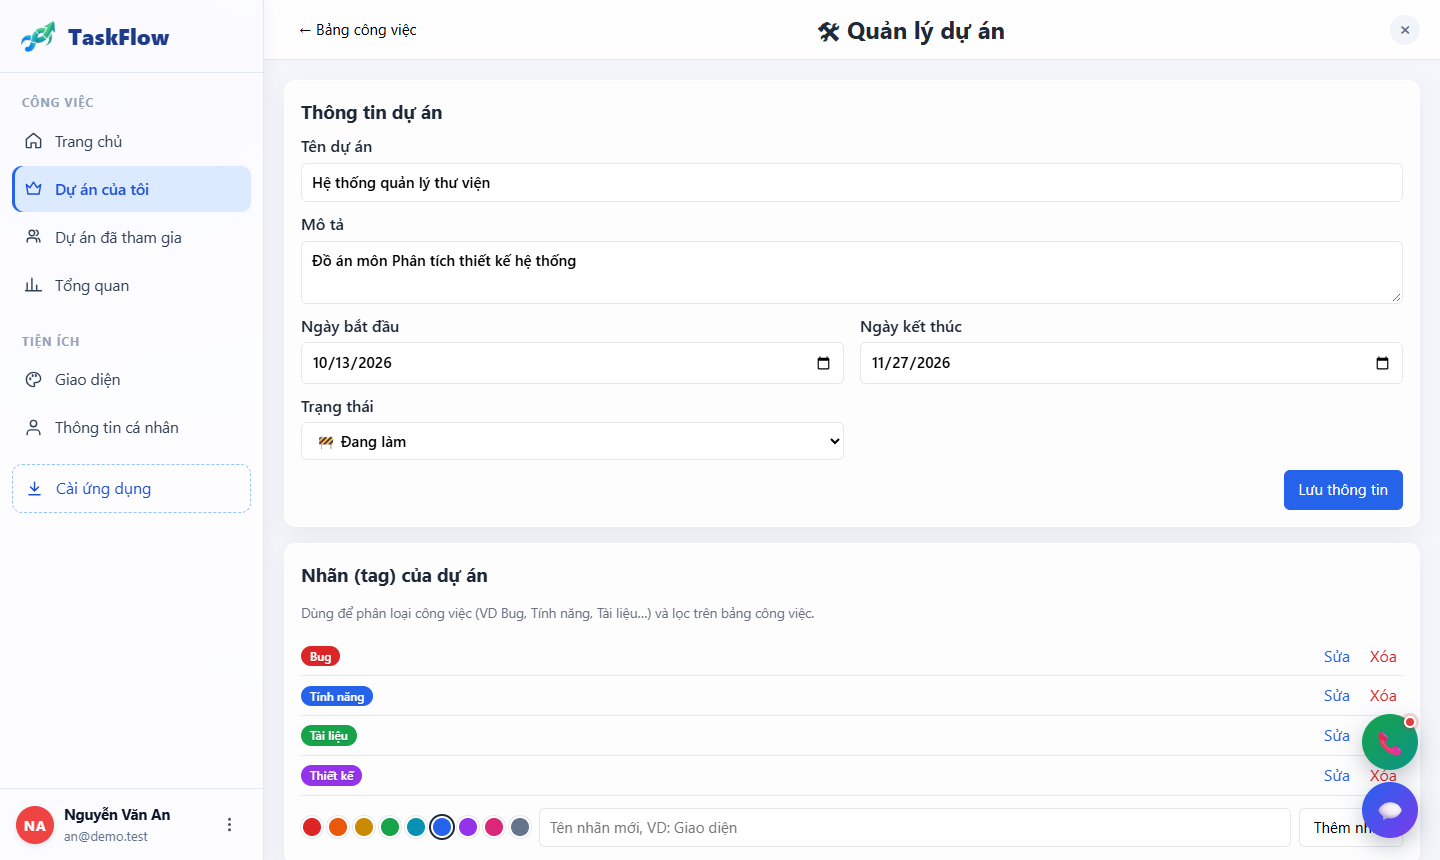 TaskFlow
CÔNG VIỆC
Trang chủ
Dự án của tôi
Dự án đã tham gia
Tổng quan
TIỆN ÍCH
Giao diện
Thông tin cá nhân
Cài ứng dụng
NA
Nguyễn Văn An
an@demo.test
← Bảng công việc
🛠 Quản lý dự án
×
Thông tin dự án
Tên dự án
Hệ thống quản lý thư viện
Mô tả
Đồ án môn Phân tích thiết kế hệ thống
Ngày bắt đầu
10/13/2026
Ngày kết thúc
11/27/2026
Trạng thái
🚧 Đang làm
Lưu thông tin
Nhãn (tag) của dự án
Dùng để phân loại công việc (VD Bug, Tính năng, Tài liệu...) và lọc trên bảng công việc.
Bug Sửa Xóa
Tính năng Sửa Xóa
Tài liệu Sửa
Thiết kế Sửa Xóa
Tên nhãn mới, VD: Giao diện
Thêm